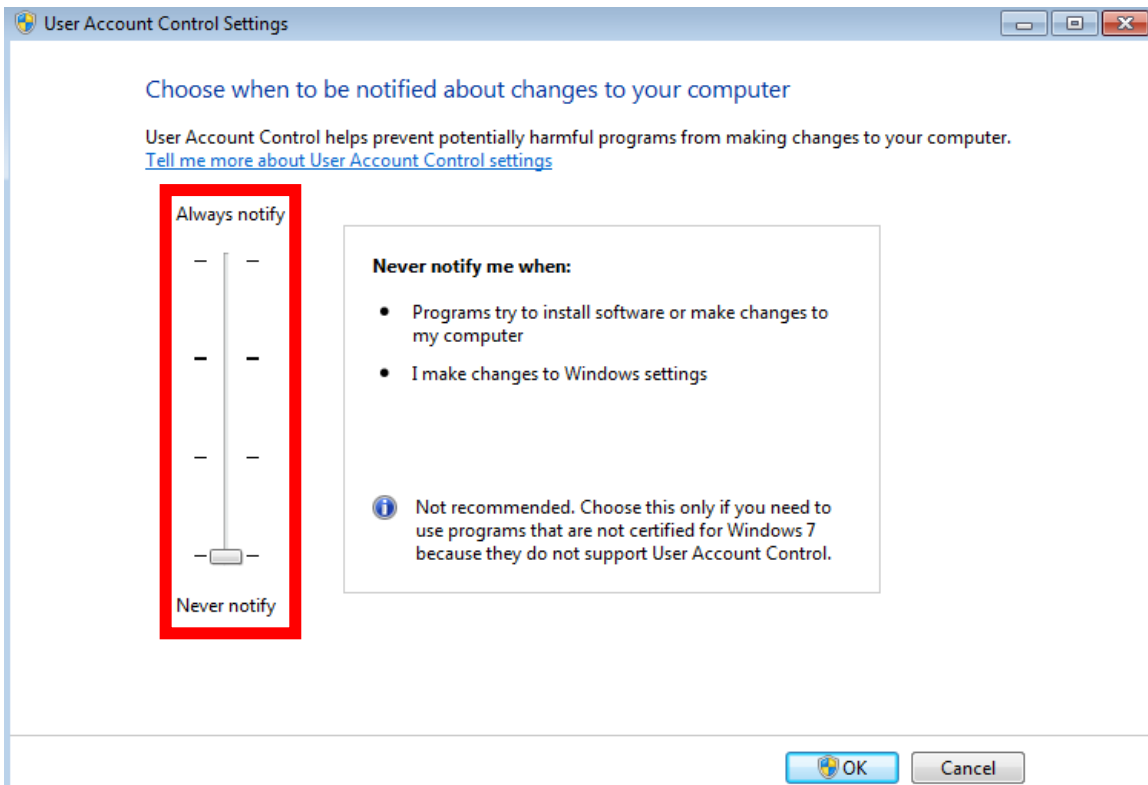 User Account Control Settings
Choose when to be notified about changes to your computer
User Account Control helps prevent potentially harmful programs from making changes to your computer.
Tell me more about User Account Control settings
Always notify
Never notify me when:
Programs try to install software or make changes to
my computer
I make changes to Windows settings
Not recommended. Choose this only if you need to
use programs that are not certified for Windows 7
because they do not support User Account Control.
Never notify
OK
Cancel